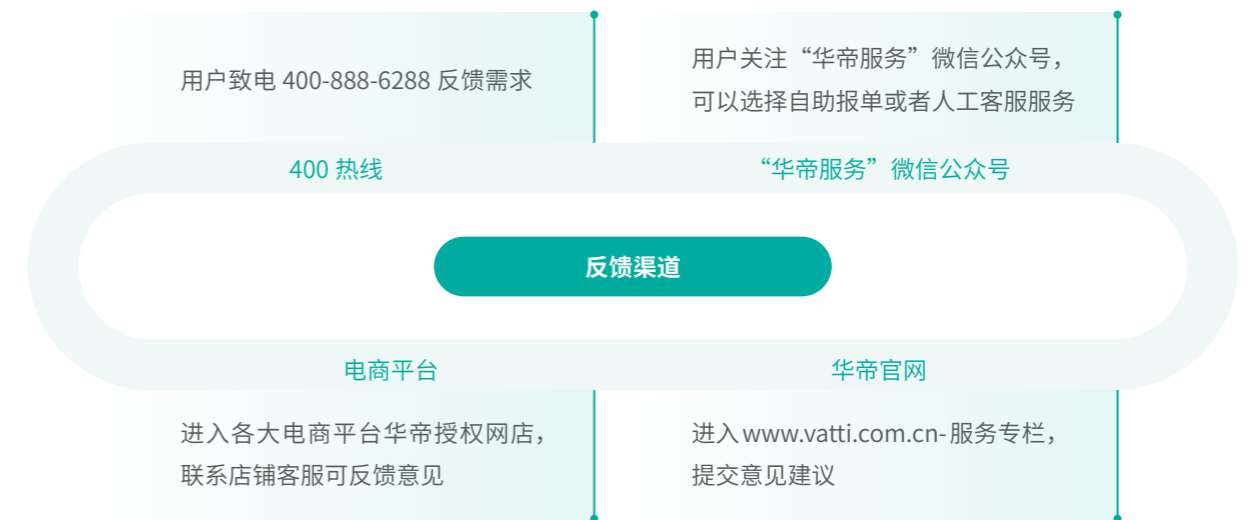 用户致电 400-888-6288 反馈需求
400 热线
用户关注“华帝服务”微信公众号，
可以选择自助报单或者人工客服服务
“华帝服务”微信公众号
反馈渠道
电商平台
进入各大电商平台华帝授权网店，
联系店铺客服可反馈意见
华帝官网
进入www.vatti.com.cn-服务专栏，
提交意见建议